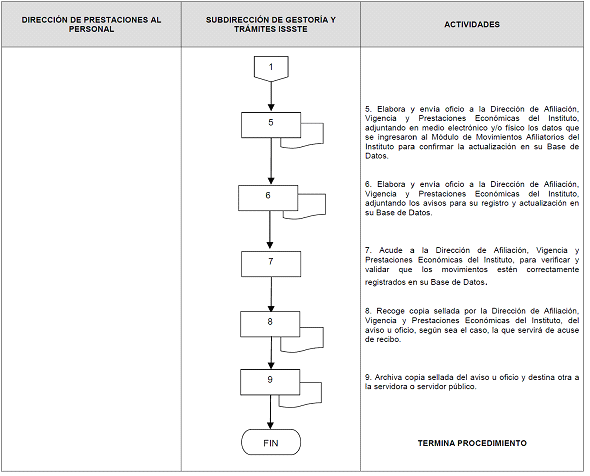 DIRECCIÓN DE PRESTACIONES AL
PERSONAL
SUBDIRECCIÓN DE GESTORÍA Y
TRÁMITES ISSSTE
ACTIVIDADES
1
5
5. Elabora y envía oficio a la Dirección de Afiliación,
Vigencia y Prestaciones Económicas del Instituto,
adjuntando en medio electrónico y/o físico los datos que
se ingresaron al Módulo de Movimientos Afiliatorios del
Instituto para confirmar la actualización en su Base de
Datos.
6
6. Elabora y envía oficio a la Dirección de Afiliación,
Vigencia y Prestaciones Económicas del Instituto,
adjuntando los avisos para su registro y actualización en
su Base de Datos.
7
7. Acude a la Dirección de Afiliación, Vigencia y
Prestaciones Económicas del Instituto, para verificar y
validar que los movimientos estén correctamente
registrados en su Base de Datos.
8
8. Recoge copia sellada por la Dirección de Afiliación,
Vigencia y Prestaciones Económicas del Instituto, del
aviso u oficio, según sea el caso, la que servirá de acuse
de recibo.
9
9. Archiva copia sellada del aviso u oficio y destina otra a
la servidora o servidor público.
FIN
TERMINA PROCEDIMIENTO